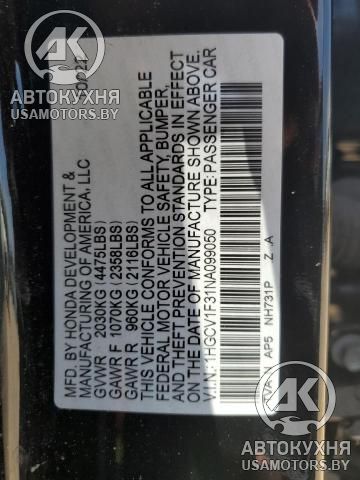 АВТОКУХНЯ
USAMOTORS.BY
MFD. BY HONDA DEVELOPMENT &
MANUFACTURING OF AMERICA, LLC
GVWR 2030KG (4475LBS)
GAWR F 1070KG (2358LBS)
GAWR R 960KG (2116LBS)
THIS VEHICLE CONFORMS TO ALL APPLICABLE
FEDERAL MOTOR VEHICLE SAFETY, BUMPER,
AND THEFT PREVENTION STANDARDS IN EFFECT
ON THE DATE OF MANUFACTURE SHOWN ABOVE.
V.I.N.: 1HGCV1F31NA099050 TYPE: PASSENGER CAR
AP5 NH731P Z A
АВТОКУХНЯ
USAMOTORS.BY